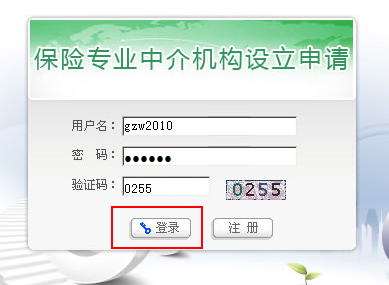 保险专业中介机构设立申请
用户名： gzw2010
密　码： ●●●●●●
验证码： 0255 0255
登录 注 册